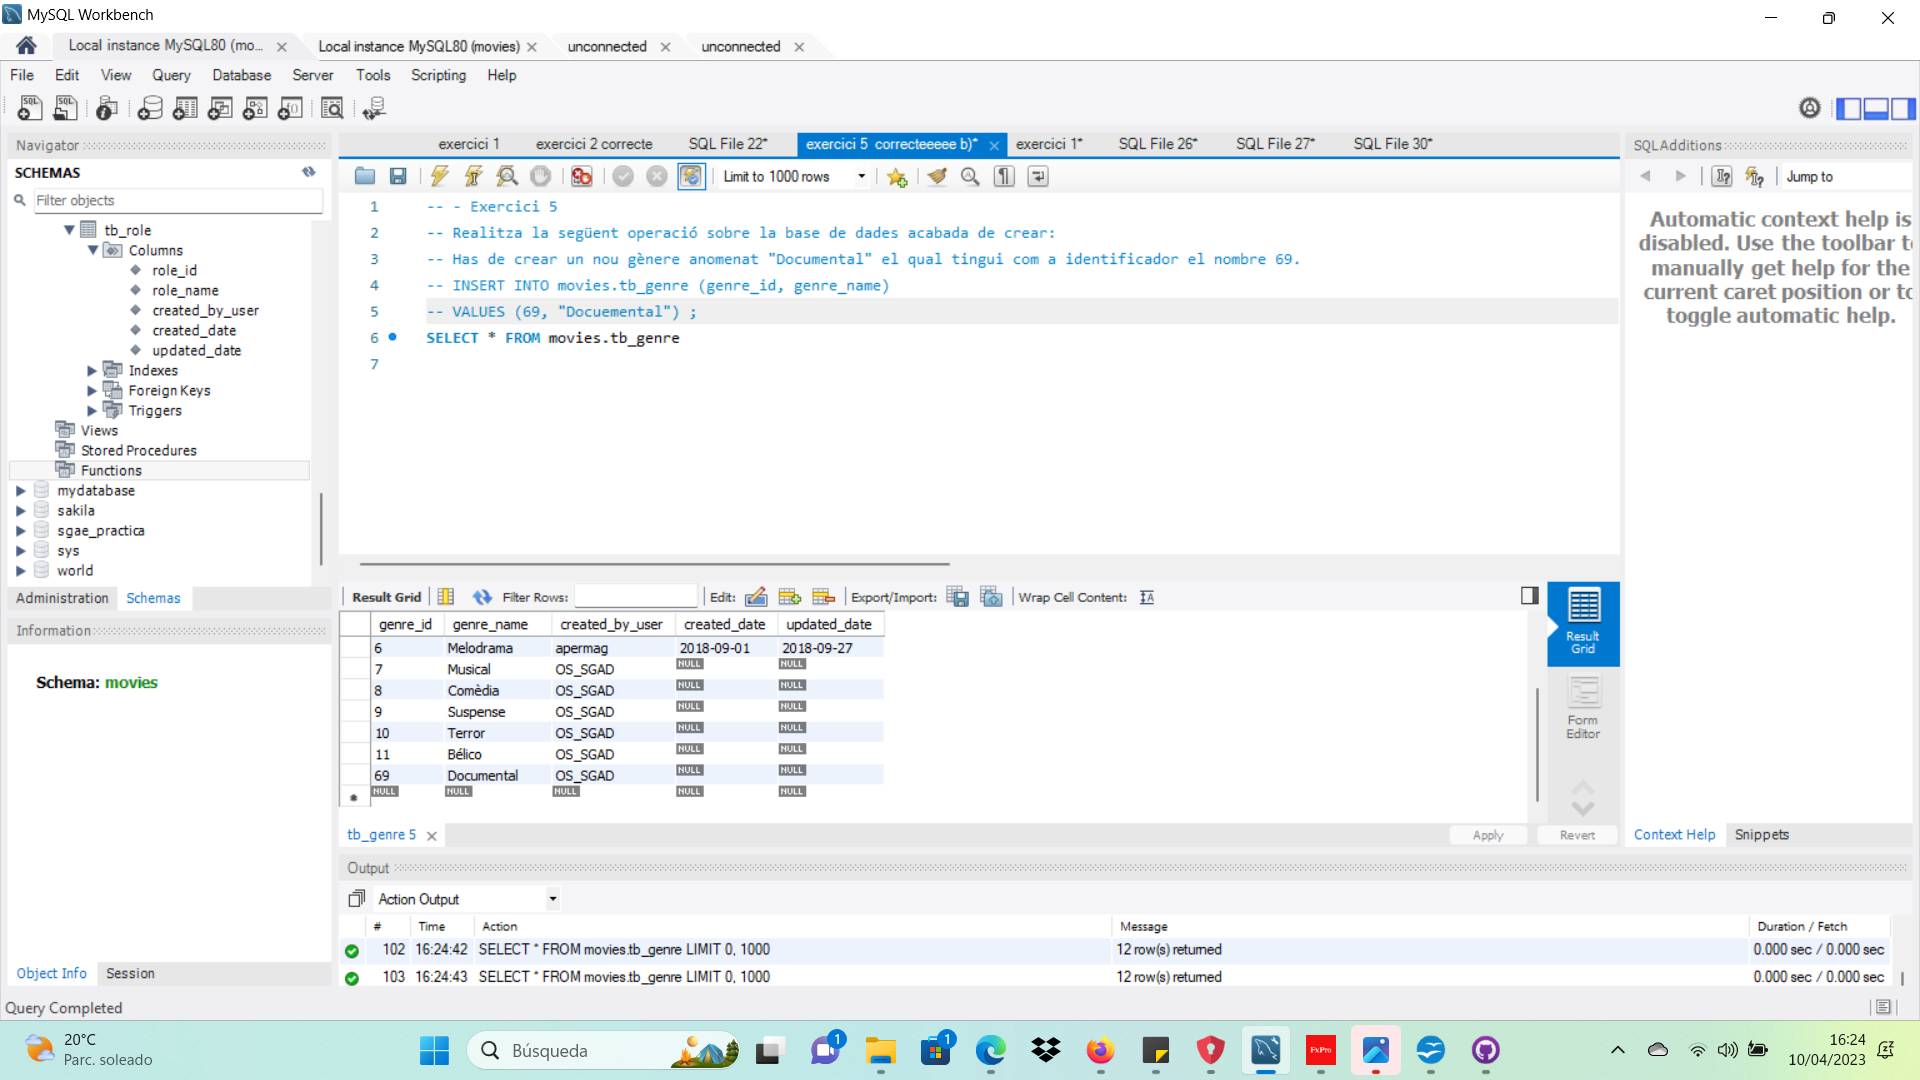 MySQL Workbench
Local instance MySQL80 (mo...
Local instance MySQL80 (movies)
unconnected
unconnected
File Edit View Query Database Server Tools Scripting Help
Navigator
SCHEMAS
Filter objects
tb_role
Columns
role_id
role_name
created_by_user
created_date
updated_date
Indexes
Foreign Keys
Triggers
Views
Stored Procedures
Functions
mydatabase
sakila
sgae_practica
sys
world
Administration Schemas
Information
Schema: movies
Object Info Session
exercici 1
exercici 2 correcte
SQL File 22*
exercici 5 correcteeeee b)*
exercici 1*
SQL File 26*
SQL File 27*
SQL File 30*
Limit to 1000 rows
1 -- - Exercici 5
2 -- Realitza la següent operació sobre la base de dades acabada de crear:
3 -- Has de crear un nou gènere anomenat "Documental" el qual tingui com a identificador el nombre 69.
4 -- INSERT INTO movies.tb_genre (genre_id, genre_name)
5 -- VALUES (69, "Docuemental") ;
6 SELECT * FROM movies.tb_genre
7
Result Grid Filter Rows: Edit: Export/Import: Wrap Cell Content:
genre_id genre_name created_by_user created_date updated_date
6 Melodrama apermag 2018-09-01 2018-09-27
7 Musical OS_SGAD NULL NULL
8 Comèdia OS_SGAD NULL NULL
9 Suspense OS_SGAD NULL NULL
10 Terror OS_SGAD NULL NULL
11 Bélico OS_SGAD NULL NULL
69 Documental OS_SGAD NULL NULL
NULL NULL NULL NULL NULL
Result
Grid
Form
Editor
tb_genre 5
Apply
Revert
SQLAdditions
Jump to
Automatic context help is
disabled. Use the toolbar to
manually get help for the
current caret position or to
toggle automatic help.
Context Help Snippets
Output
Action Output
# Time Action Message Duration / Fetch
102 16:24:42 SELECT * FROM movies.tb_genre LIMIT 0, 1000 12 row(s) returned 0.000 sec / 0.000 sec
103 16:24:43 SELECT * FROM movies.tb_genre LIMIT 0, 1000 12 row(s) returned 0.000 sec / 0.000 sec
Query Completed
20°C
Parc. soleado
Búsqueda
1
1
FxPro
16:24
10/04/2023